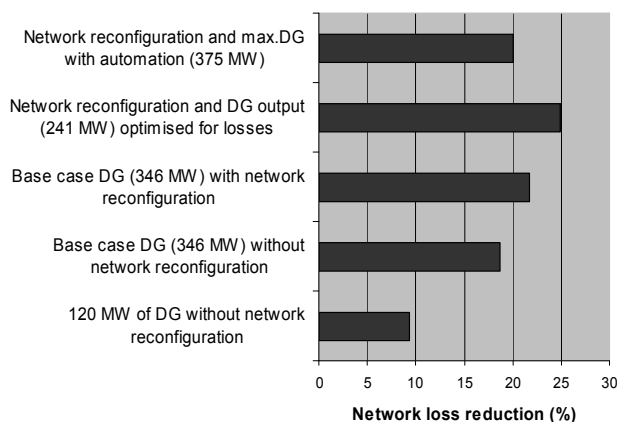 Network reconfiguration and max.DG
with automation (375 MW)
Network reconfiguration and DG output
(241 MW) optimised for losses
Base case DG (346 MW) with network
reconfiguration
Base case DG (346 MW) without
network reconfiguration
120 MW of DG without network
reconfiguration
0 5 10 15 20 25 30
Network loss reduction (%)